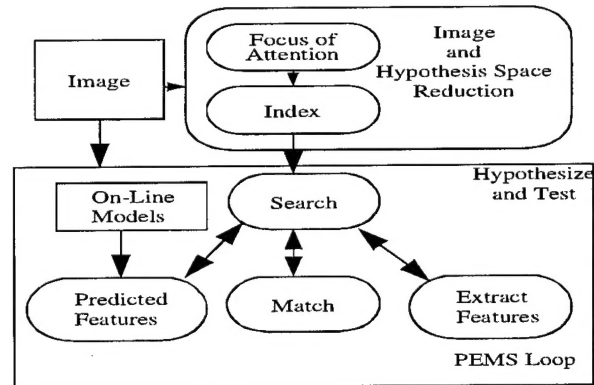 Focus of
Attention
Image
and
Hypothesis Space
Reduction
Image
Index
Hypothesize
and Test
On-Line
Models
Search
Predicted
Features
Match
Extract
Features
PEMS Loop